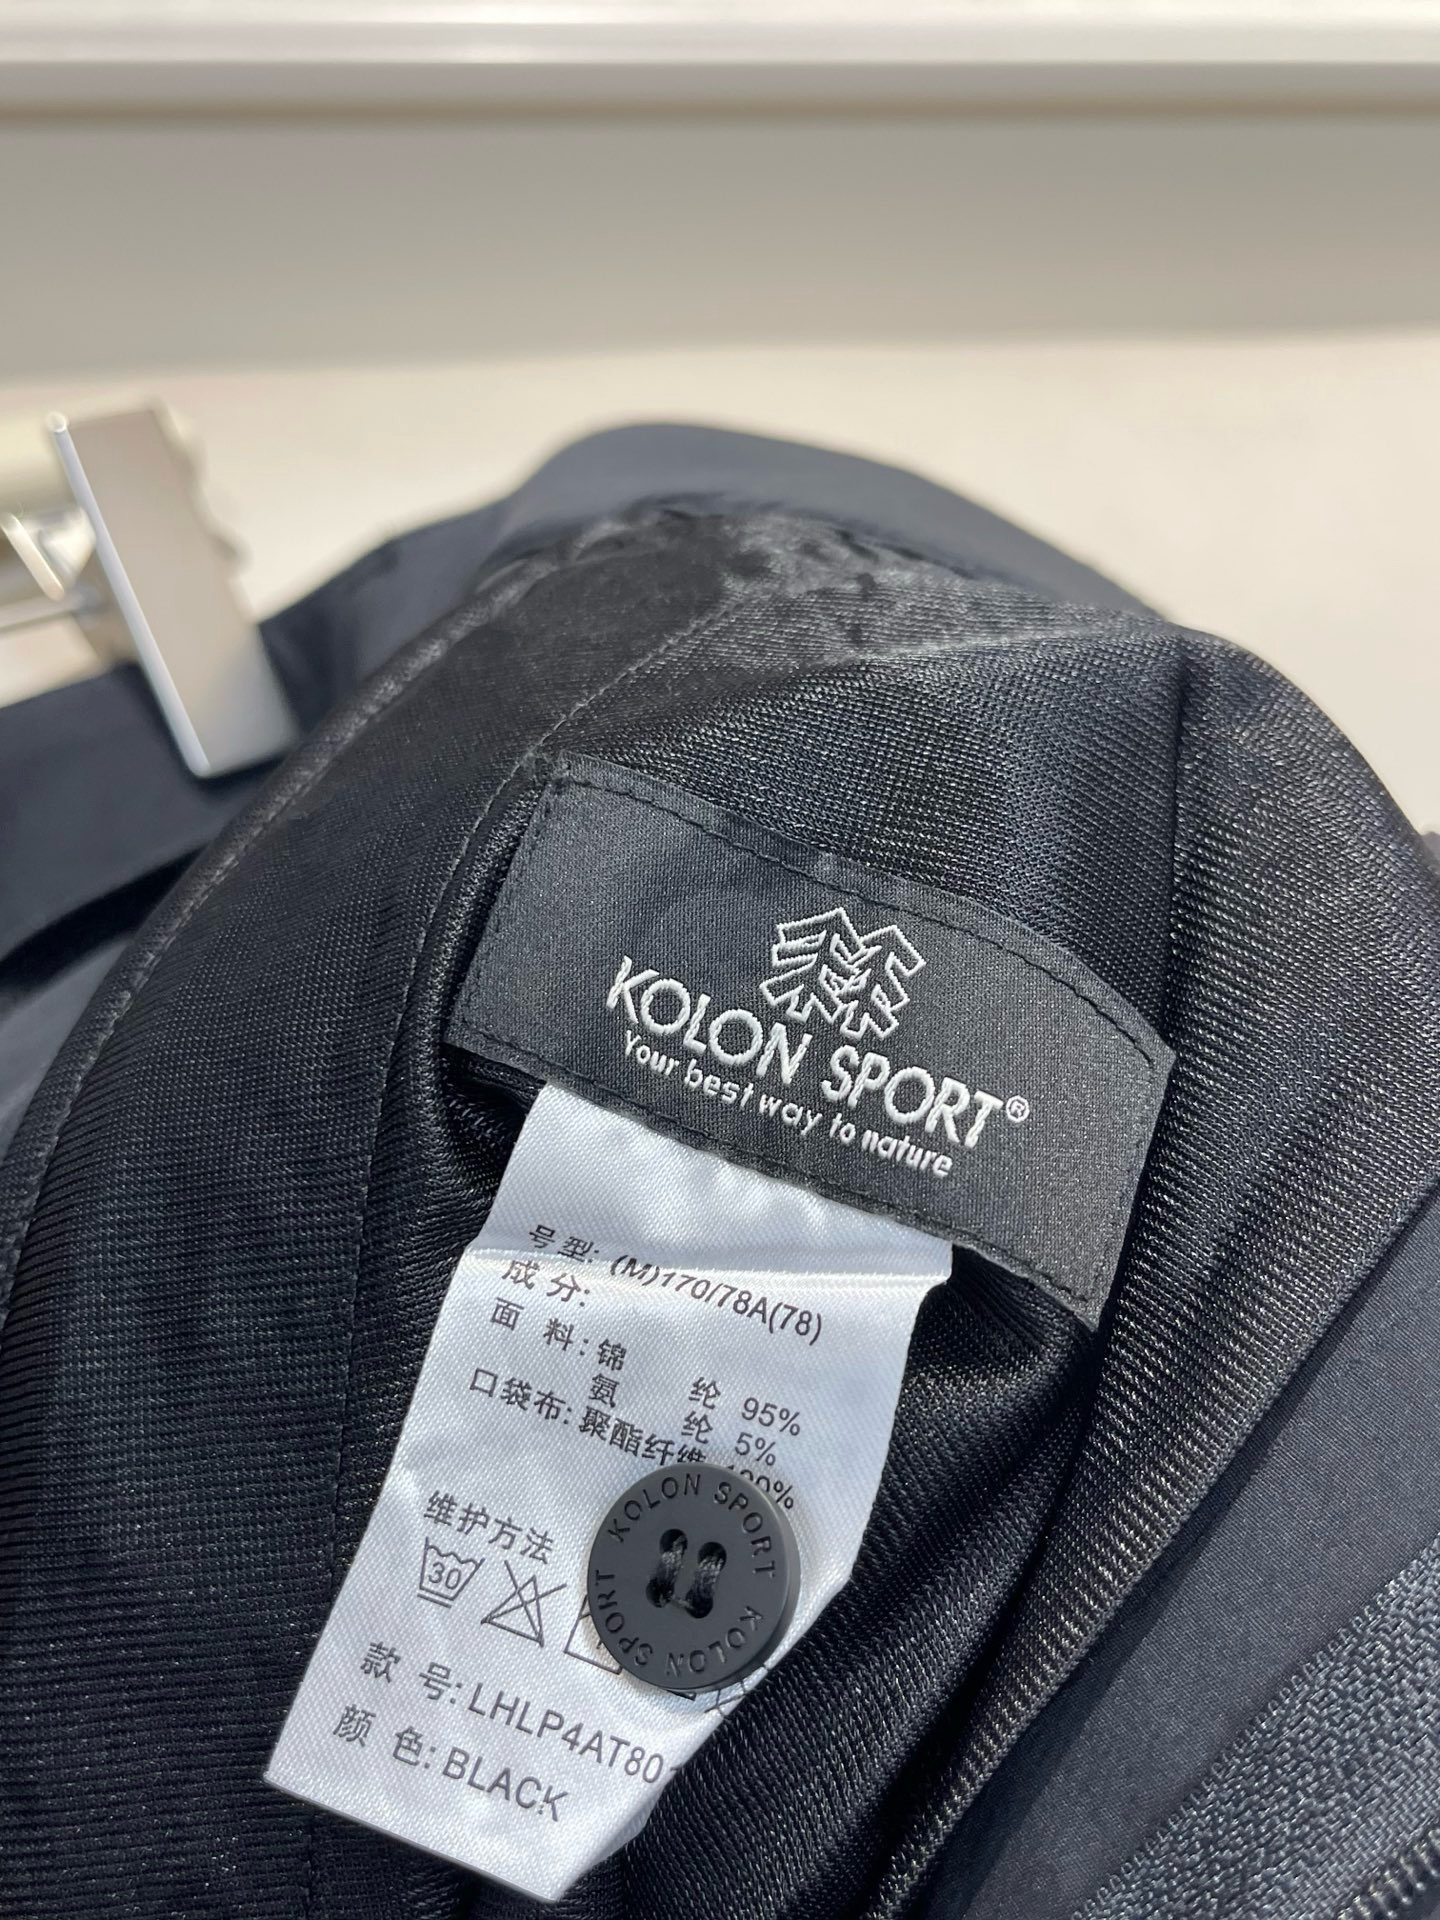 KOLON SPORT®
Your best way to nature
号型: (M)170/78A(78)
成 分:
面 料: 锦 纶 95%
氨 纶 5%
口袋布: 聚酯纤维 100%
维护方法
30
款 号: LHLP4AT80
颜 色: BLACK
KOLON SPORT KOLON SPORT